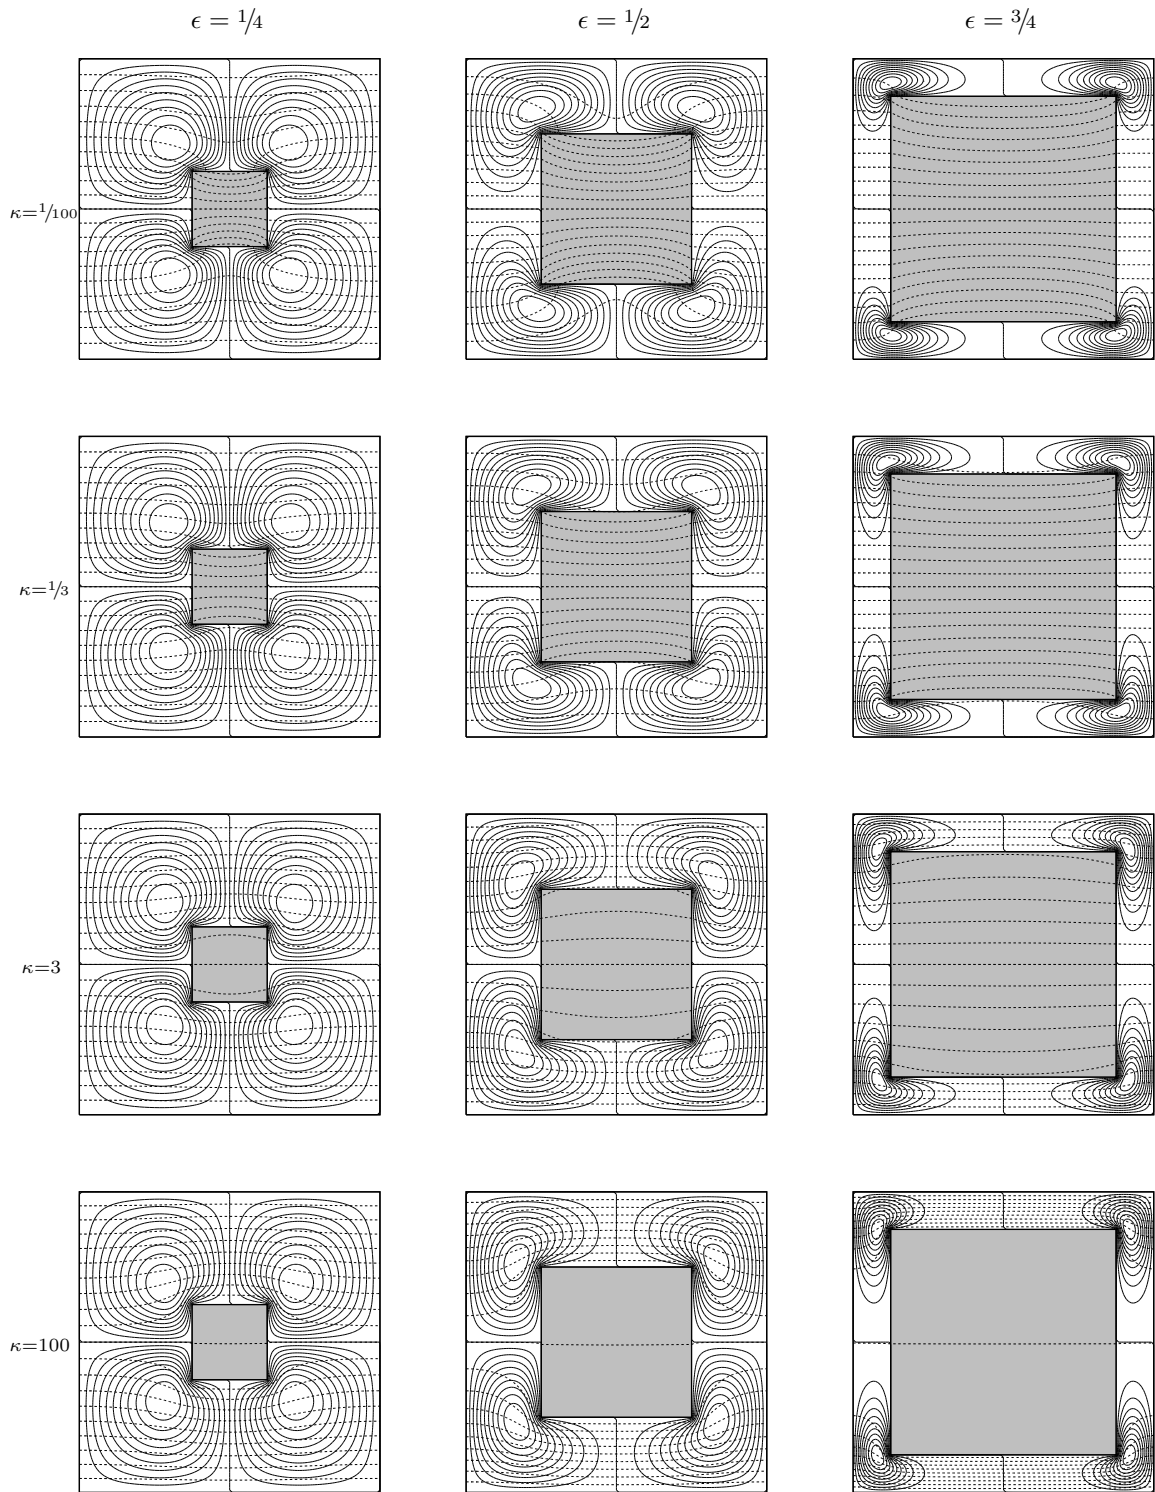 ϵ = 1/4
ϵ = 1/2
ϵ = 3/4
κ=1/100
κ=1/3
κ=3
κ=100